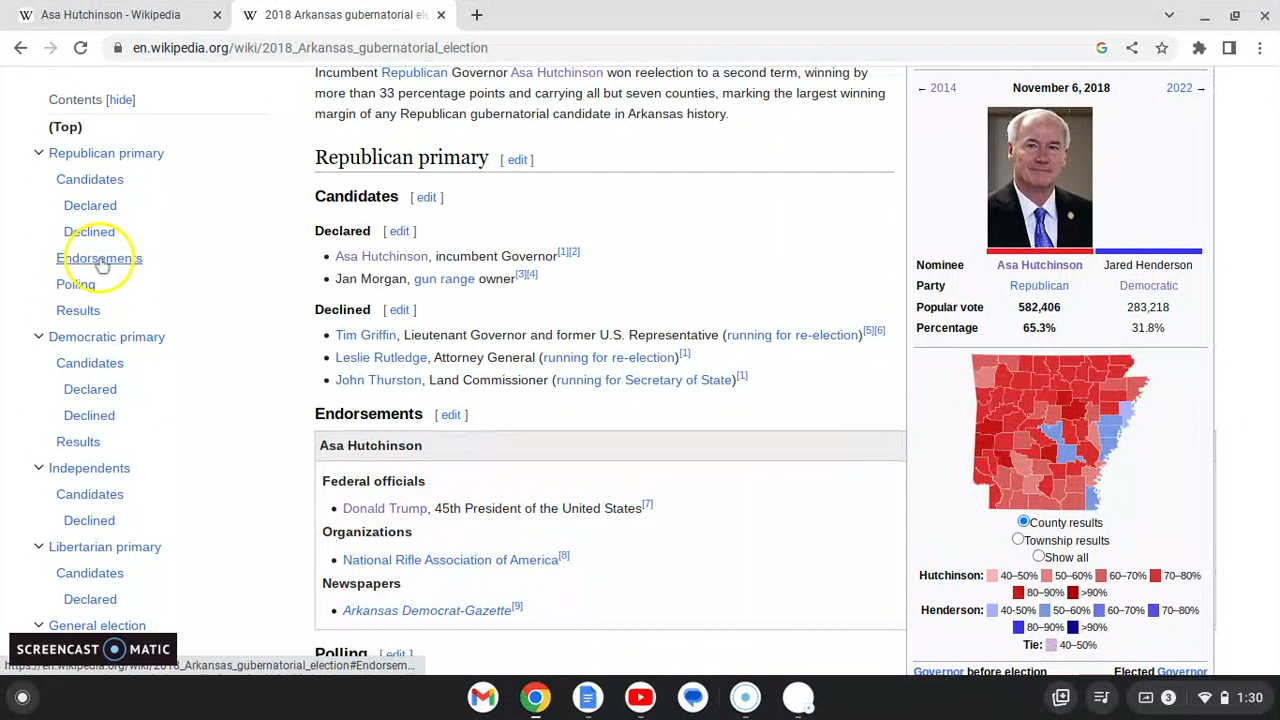 Asa Hutchinson - Wikipedia
2018 Arkansas gubernatorial ele
en.wikipedia.org/wiki/2018_Arkansas_gubernatorial_election
Contents [hide]
(Top)
Republican primary
Candidates
Declared
Declined
Endorsements
Polling
Results
Democratic primary
Candidates
Declared
Declined
Results
Independents
Candidates
Declined
Libertarian primary
Candidates
Declared
General election
SCREENCAST MATIC
https://en.wikipedia.org/wiki/2018_Arkansas_gubernatorial_election#Endorsem...
Incumbent Republican Governor Asa Hutchinson won reelection to a second term, winning by
more than 33 percentage points and carrying all but seven counties, marking the largest winning
margin of any Republican gubernatorial candidate in Arkansas history.
Republican primary [ edit ]
Candidates [ edit ]
Declared [ edit ]
• Asa Hutchinson, incumbent Governor[1][2]
• Jan Morgan, gun range owner[3][4]
Declined [ edit ]
• Tim Griffin, Lieutenant Governor and former U.S. Representative (running for re-election)[5][6]
• Leslie Rutledge, Attorney General (running for re-election)[1]
• John Thurston, Land Commissioner (running for Secretary of State)[1]
Endorsements [ edit ]
Asa Hutchinson
Federal officials
• Donald Trump, 45th President of the United States[7]
Organizations
• National Rifle Association of America[8]
Newspapers
• Arkansas Democrat-Gazette[9]
Polling [ edit ]
← 2014 November 6, 2018 2022 →
Nominee Asa Hutchinson Jared Henderson
Party Republican Democratic
Popular vote 582,406 283,218
Percentage 65.3% 31.8%
County results
Township results
Show all
Hutchinson: 40–50% 50–60% 60–70% 70–80%
80–90% >90%
Henderson: 40-50% 50–60% 60–70% 70–80%
80–90% >90%
Tie: 40–50%
Governor before election Elected Governor
3 1:30